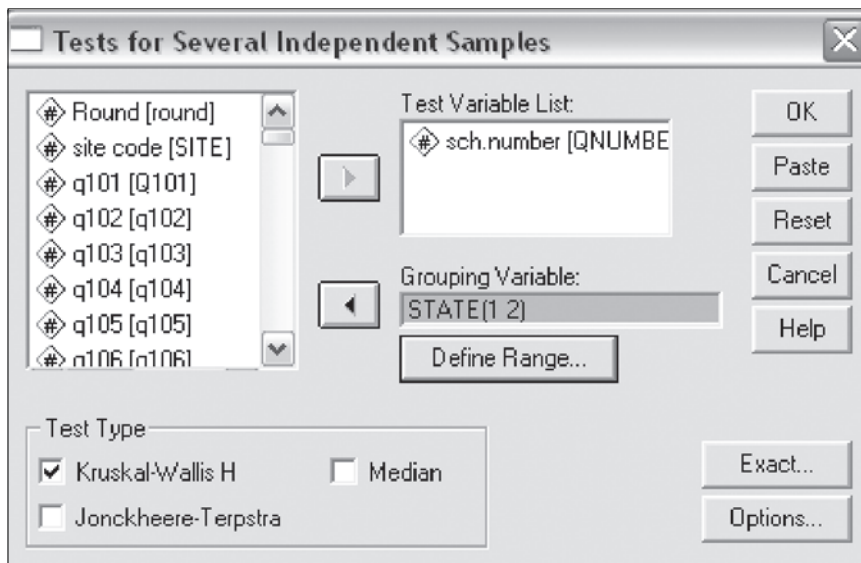 Tests for Several Independent Samples
Round [round]
site code [SITE]
q101 [Q101]
q102 [q102]
q103 [q103]
q104 [q104]
q105 [q105]
q106 [q106]
Test Variable List:
sch.number [QNUMBE
Grouping Variable:
STATE(1 2)
Define Range...
OK
Paste
Reset
Cancel
Help
Test Type
Kruskal-Wallis H
Median
Jonckheere-Terpstra
Exact...
Options...